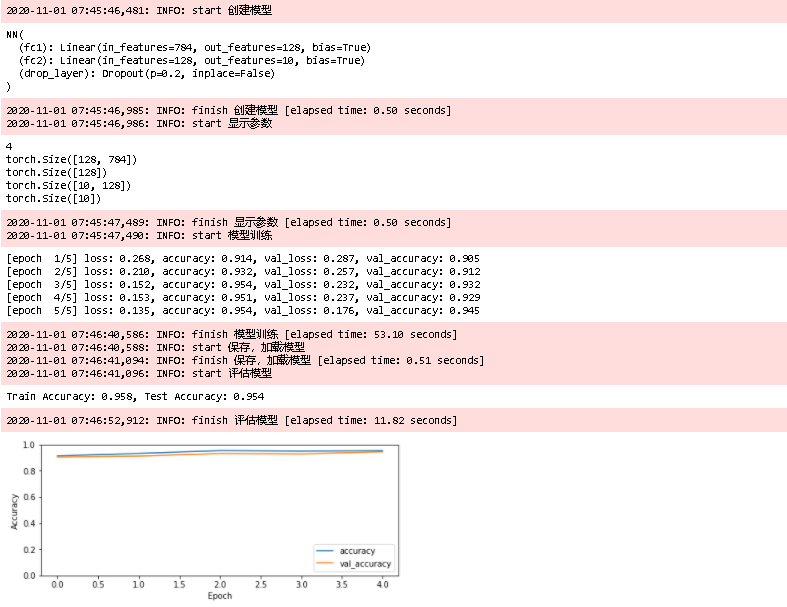 2020-11-01 07:45:46,481: INFO: start 创建模型
NN(
  (fc1): Linear(in_features=784, out_features=128, bias=True)
  (fc2): Linear(in_features=128, out_features=10, bias=True)
  (drop_layer): Dropout(p=0.2, inplace=False)
)
2020-11-01 07:45:46,985: INFO: finish 创建模型 [elapsed time: 0.50 seconds]
2020-11-01 07:45:46,986: INFO: start 显示参数
4
torch.Size([128, 784])
torch.Size([128])
torch.Size([10, 128])
torch.Size([10])
2020-11-01 07:45:47,489: INFO: finish 显示参数 [elapsed time: 0.50 seconds]
2020-11-01 07:45:47,490: INFO: start 模型训练
[epoch  1/5] loss: 0.268, accuracy: 0.914, val_loss: 0.287, val_accuracy: 0.905
[epoch  2/5] loss: 0.210, accuracy: 0.932, val_loss: 0.257, val_accuracy: 0.912
[epoch  3/5] loss: 0.152, accuracy: 0.954, val_loss: 0.232, val_accuracy: 0.932
[epoch  4/5] loss: 0.153, accuracy: 0.951, val_loss: 0.237, val_accuracy: 0.929
[epoch  5/5] loss: 0.135, accuracy: 0.954, val_loss: 0.176, val_accuracy: 0.945
2020-11-01 07:46:40,586: INFO: finish 模型训练 [elapsed time: 53.10 seconds]
2020-11-01 07:46:40,588: INFO: start 保存，加载模型
2020-11-01 07:46:41,094: INFO: finish 保存，加载模型 [elapsed time: 0.51 seconds]
2020-11-01 07:46:41,096: INFO: start 评估模型
Train Accuracy: 0.958, Test Accuracy: 0.954
2020-11-01 07:46:52,912: INFO: finish 评估模型 [elapsed time: 11.82 seconds]
1.0
0.8
0.6
0.4
0.2
0.0
Accuracy
accuracy
val_accuracy
0.0 0.5 1.0 1.5 2.0 2.5 3.0 3.5 4.0
Epoch